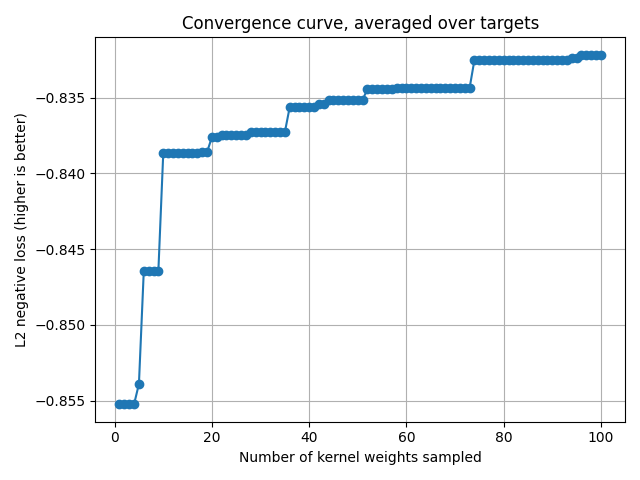 Convergence curve, averaged over targets
L2 negative loss (higher is better)
−0.835
−0.840
−0.845
−0.850
−0.855
0 20 40 60 80 100
Number of kernel weights sampled